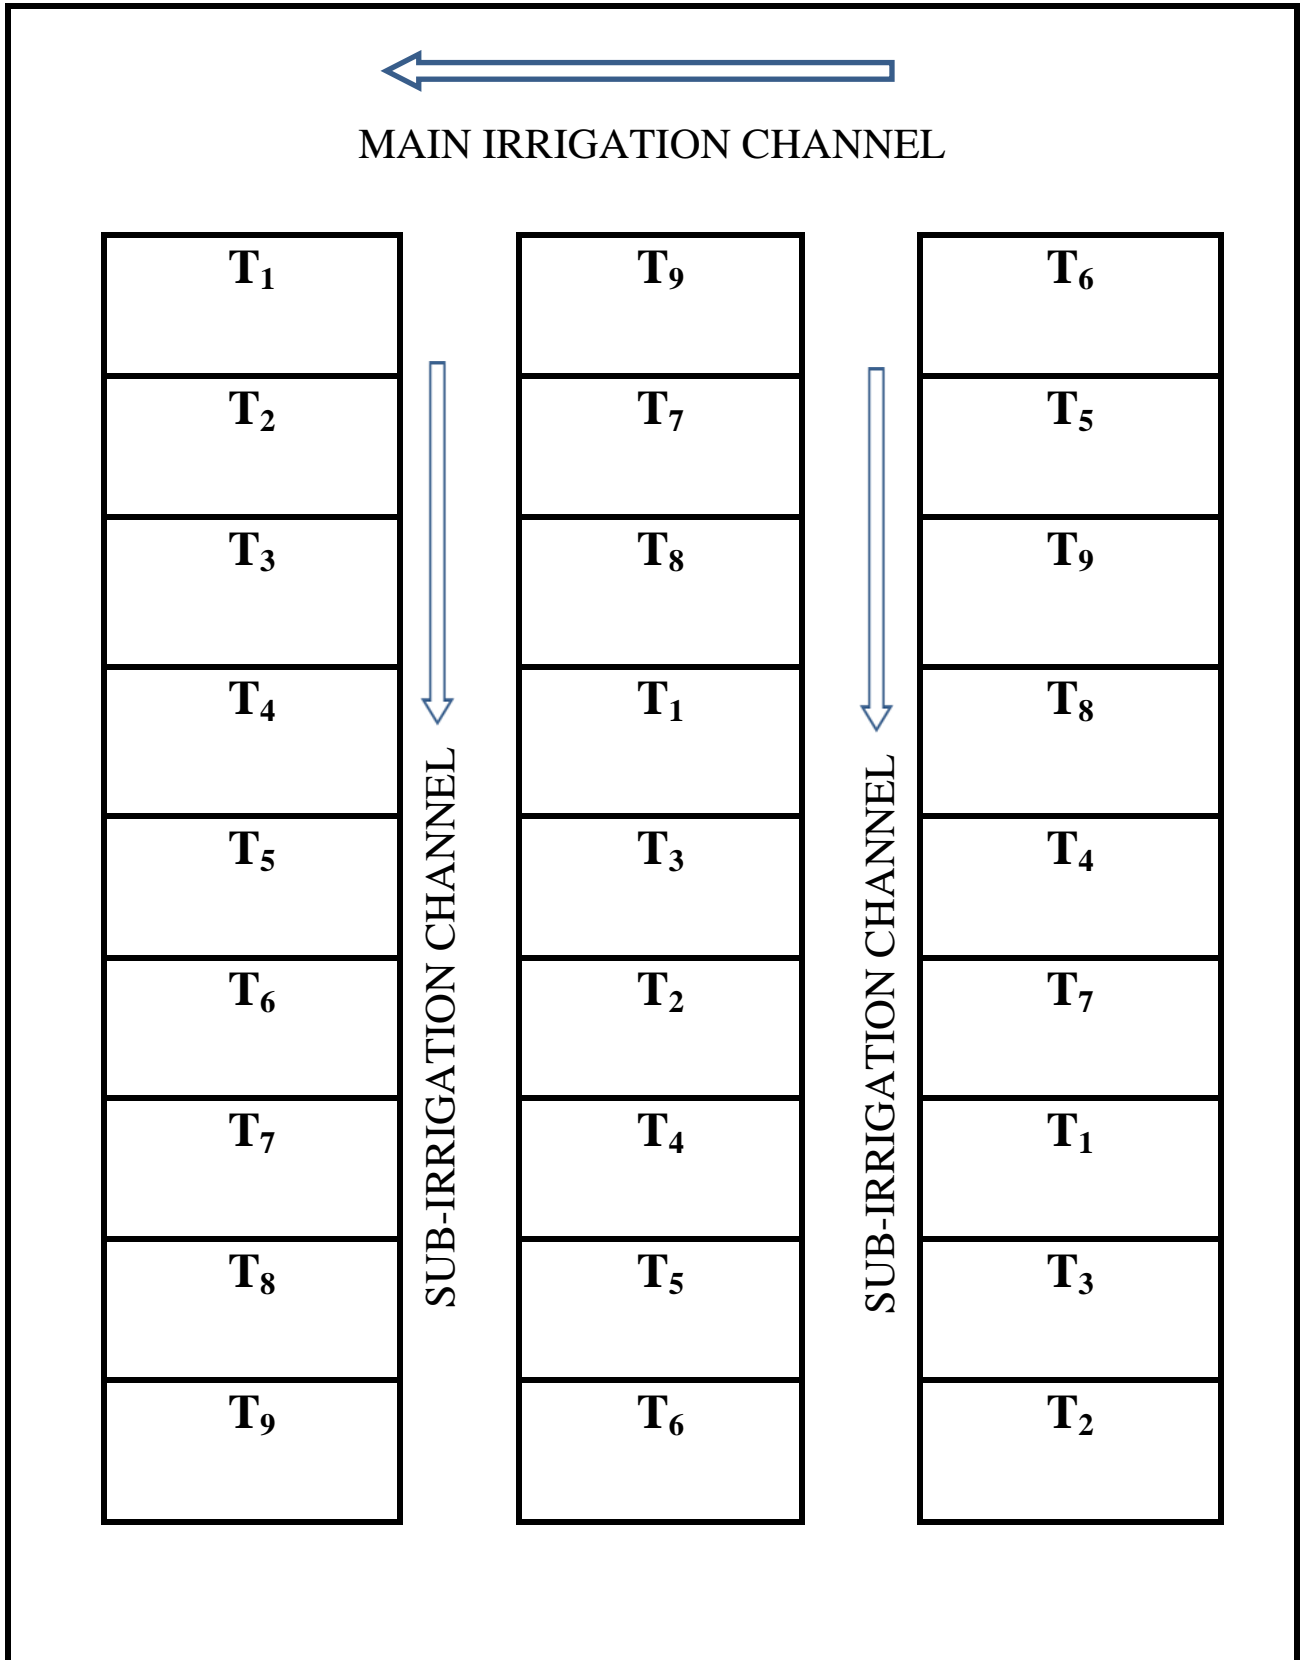 MAIN IRRIGATION CHANNEL
T₁ T₉ T₆
T₂ T₇ T₅
T₃ T₈ T₉
T₄ T₁ T₈
T₅ T₃ T₄
T₆ T₂ T₇
T₇ T₄ T₁
T₈ T₅ T₃
T₉ T₆ T₂
SUB-IRRIGATION CHANNEL
SUB-IRRIGATION CHANNEL